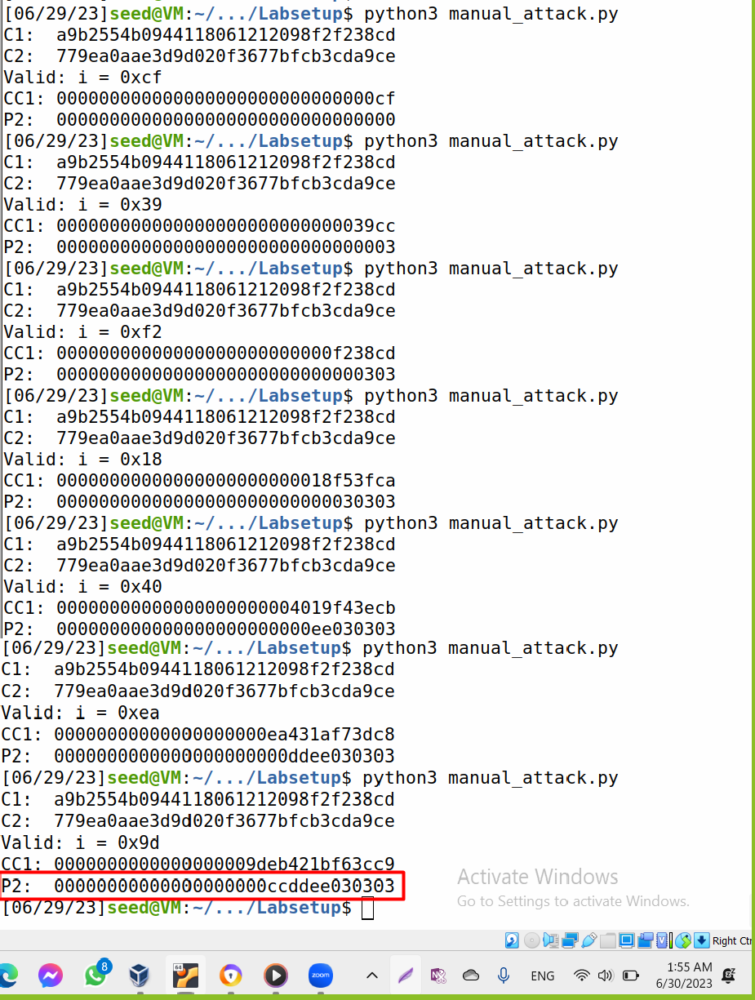 [06/29/23]seed@VM:~/.../Labsetup$ python3 manual_attack.py
C1:  a9b2554b0944118061212098f2f238cd
C2:  779ea0aae3d9d020f3677bfcb3cda9ce
Valid: i = 0xcf
CC1: 000000000000000000000000000000cf
P2:  00000000000000000000000000000000
[06/29/23]seed@VM:~/.../Labsetup$ python3 manual_attack.py
C1:  a9b2554b0944118061212098f2f238cd
C2:  779ea0aae3d9d020f3677bfcb3cda9ce
Valid: i = 0x39
CC1: 000000000000000000000000000039cc
P2:  00000000000000000000000000000003
[06/29/23]seed@VM:~/.../Labsetup$ python3 manual_attack.py
C1:  a9b2554b0944118061212098f2f238cd
C2:  779ea0aae3d9d020f3677bfcb3cda9ce
Valid: i = 0xf2
CC1: 00000000000000000000000000f238cd
P2:  00000000000000000000000000000303
[06/29/23]seed@VM:~/.../Labsetup$ python3 manual_attack.py
C1:  a9b2554b0944118061212098f2f238cd
C2:  779ea0aae3d9d020f3677bfcb3cda9ce
Valid: i = 0x18
CC1: 00000000000000000000000018f53fca
P2:  00000000000000000000000000030303
[06/29/23]seed@VM:~/.../Labsetup$ python3 manual_attack.py
C1:  a9b2554b0944118061212098f2f238cd
C2:  779ea0aae3d9d020f3677bfcb3cda9ce
Valid: i = 0x40
CC1: 00000000000000000000004019f43ecb
P2:  000000000000000000000000ee030303
[06/29/23]seed@VM:~/.../Labsetup$ python3 manual_attack.py
C1:  a9b2554b0944118061212098f2f238cd
C2:  779ea0aae3d9d020f3677bfcb3cda9ce
Valid: i = 0xea
CC1: 00000000000000000000ea431af73dc8
P2:  0000000000000000000000ddee030303
[06/29/23]seed@VM:~/.../Labsetup$ python3 manual_attack.py
C1:  a9b2554b0944118061212098f2f238cd
C2:  779ea0aae3d9d020f3677bfcb3cda9ce
Valid: i = 0x9d
CC1: 0000000000000000009deb421bf63cc9
P2:  00000000000000000000ccddee030303
[06/29/23]seed@VM:~/.../Labsetup$
Activate Windows
Go to Settings to activate Windows.
Right Ctr
8
64
zoom
ENG
1:55 AM
6/30/2023